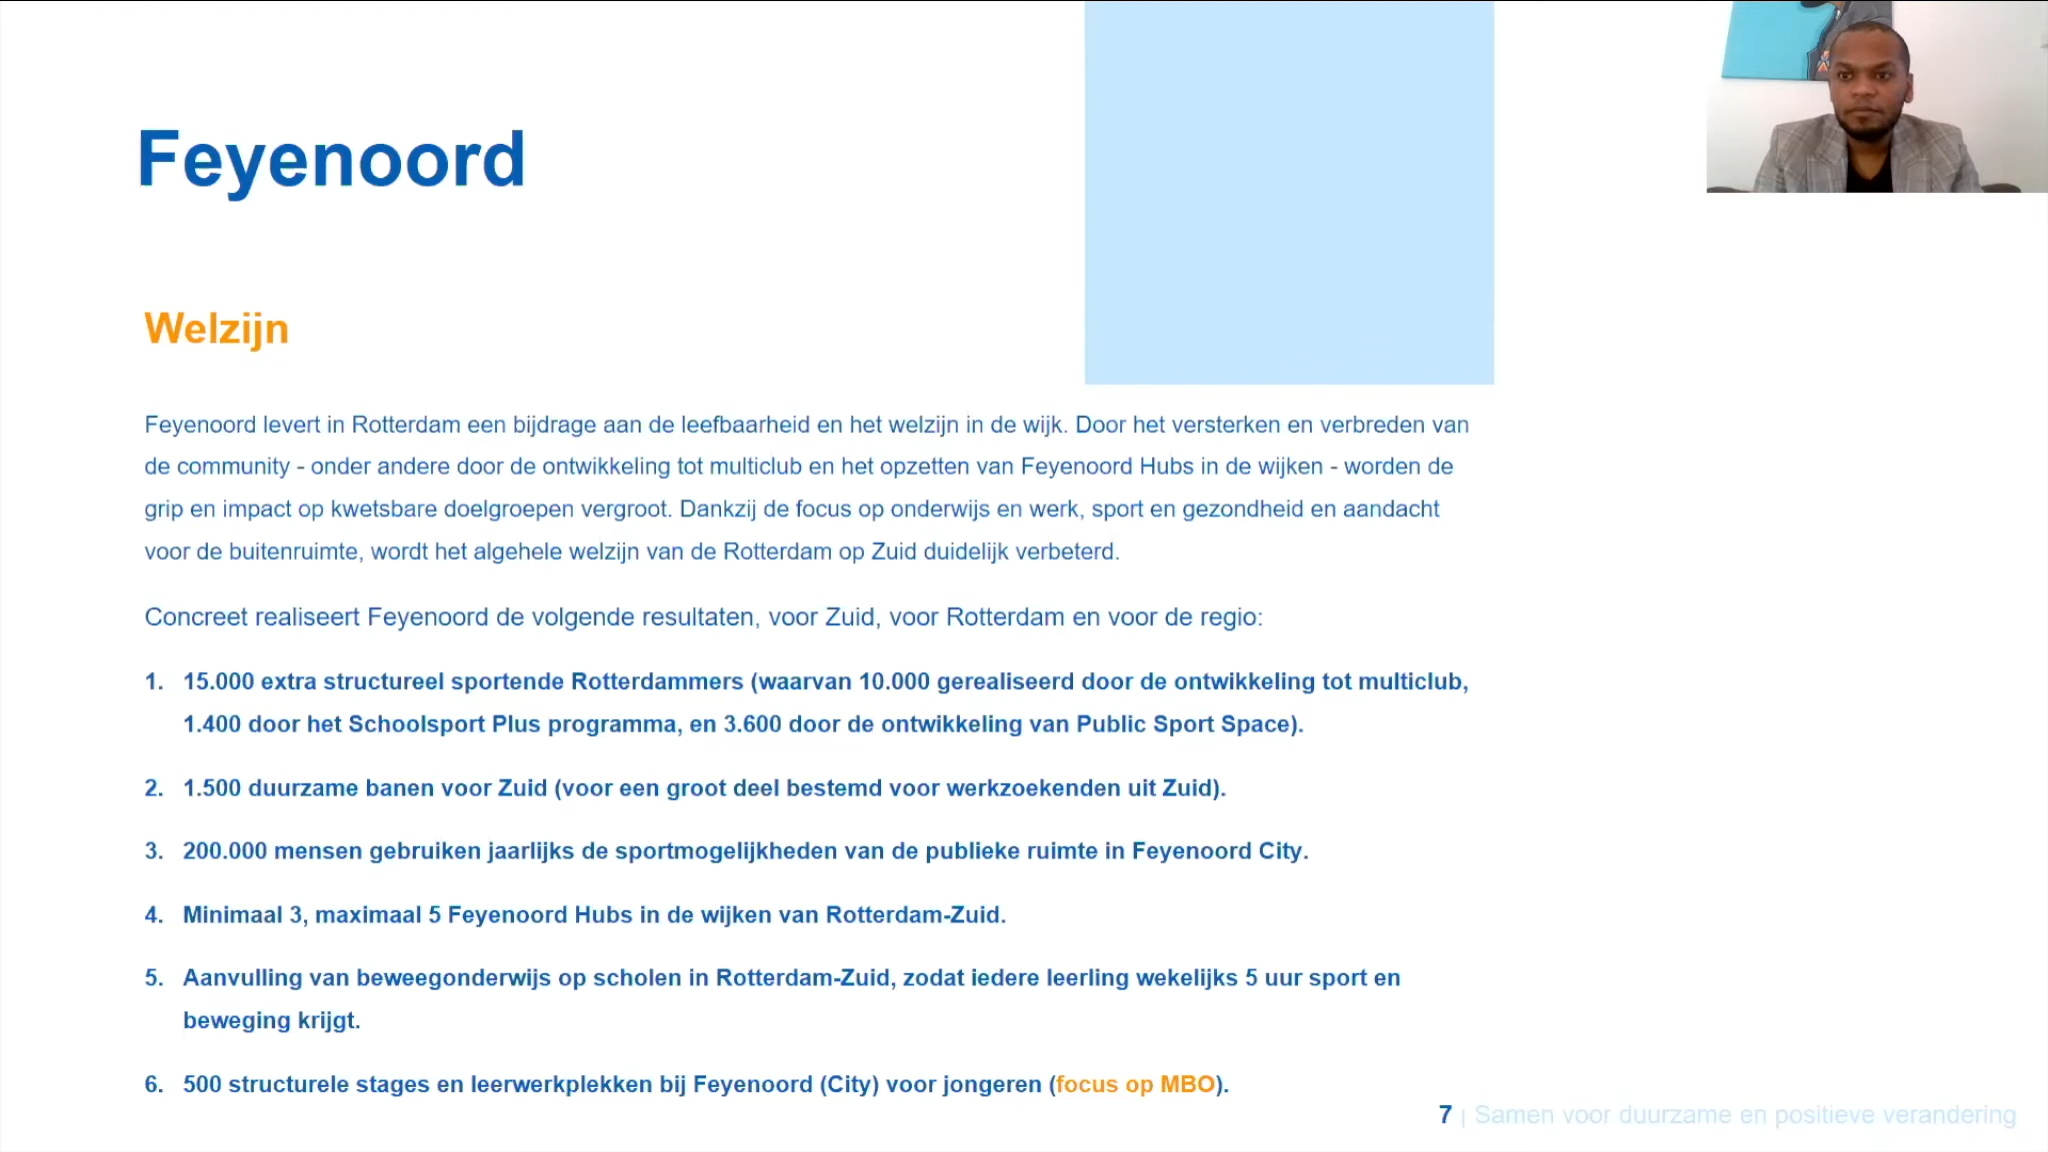 Feyenoord
Welzijn
Feyenoord levert in Rotterdam een bijdrage aan de leefbaarheid en het welzijn in de wijk. Door het versterken en verbreden van
de community - onder andere door de ontwikkeling tot multiclub en het opzetten van Feyenoord Hubs in de wijken - worden de
grip en impact op kwetsbare doelgroepen vergroot. Dankzij de focus op onderwijs en werk, sport en gezondheid en aandacht
voor de buitenruimte, wordt het algehele welzijn van de Rotterdam op Zuid duidelijk verbeterd.
Concreet realiseert Feyenoord de volgende resultaten, voor Zuid, voor Rotterdam en voor de regio:
1. 15.000 extra structureel sportende Rotterdammers (waarvan 10.000 gerealiseerd door de ontwikkeling tot multiclub,
1.400 door het Schoolsport Plus programma, en 3.600 door de ontwikkeling van Public Sport Space).
2. 1.500 duurzame banen voor Zuid (voor een groot deel bestemd voor werkzoekenden uit Zuid).
3. 200.000 mensen gebruiken jaarlijks de sportmogelijkheden van de publieke ruimte in Feyenoord City.
4. Minimaal 3, maximaal 5 Feyenoord Hubs in de wijken van Rotterdam-Zuid.
5. Aanvulling van beweegonderwijs op scholen in Rotterdam-Zuid, zodat iedere leerling wekelijks 5 uur sport en
beweging krijgt.
6. 500 structurele stages en leerwerkplekken bij Feyenoord (City) voor jongeren (focus op MBO).
7 | Samen voor duurzame en positieve verandering